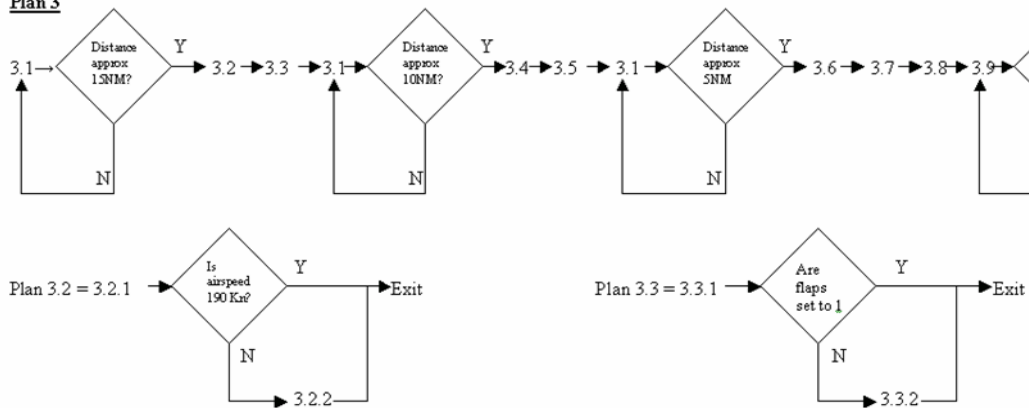 Plan 3
Distance
approx
15NM?
Y
3.1→
3.2
3.3
3.1
N
Distance
approx
10NM?
Y
3.4
3.5
3.1
N
Distance
approx
5NM
Y
3.6
3.7
3.8
3.9
N
Plan 3.2 = 3.2.1
Is
airspeed
190 Kn?
Y
Exit
N
3.2.2
Plan 3.3 = 3.3.1
Are
flaps
set to 1
Y
Exit
N
3.3.2